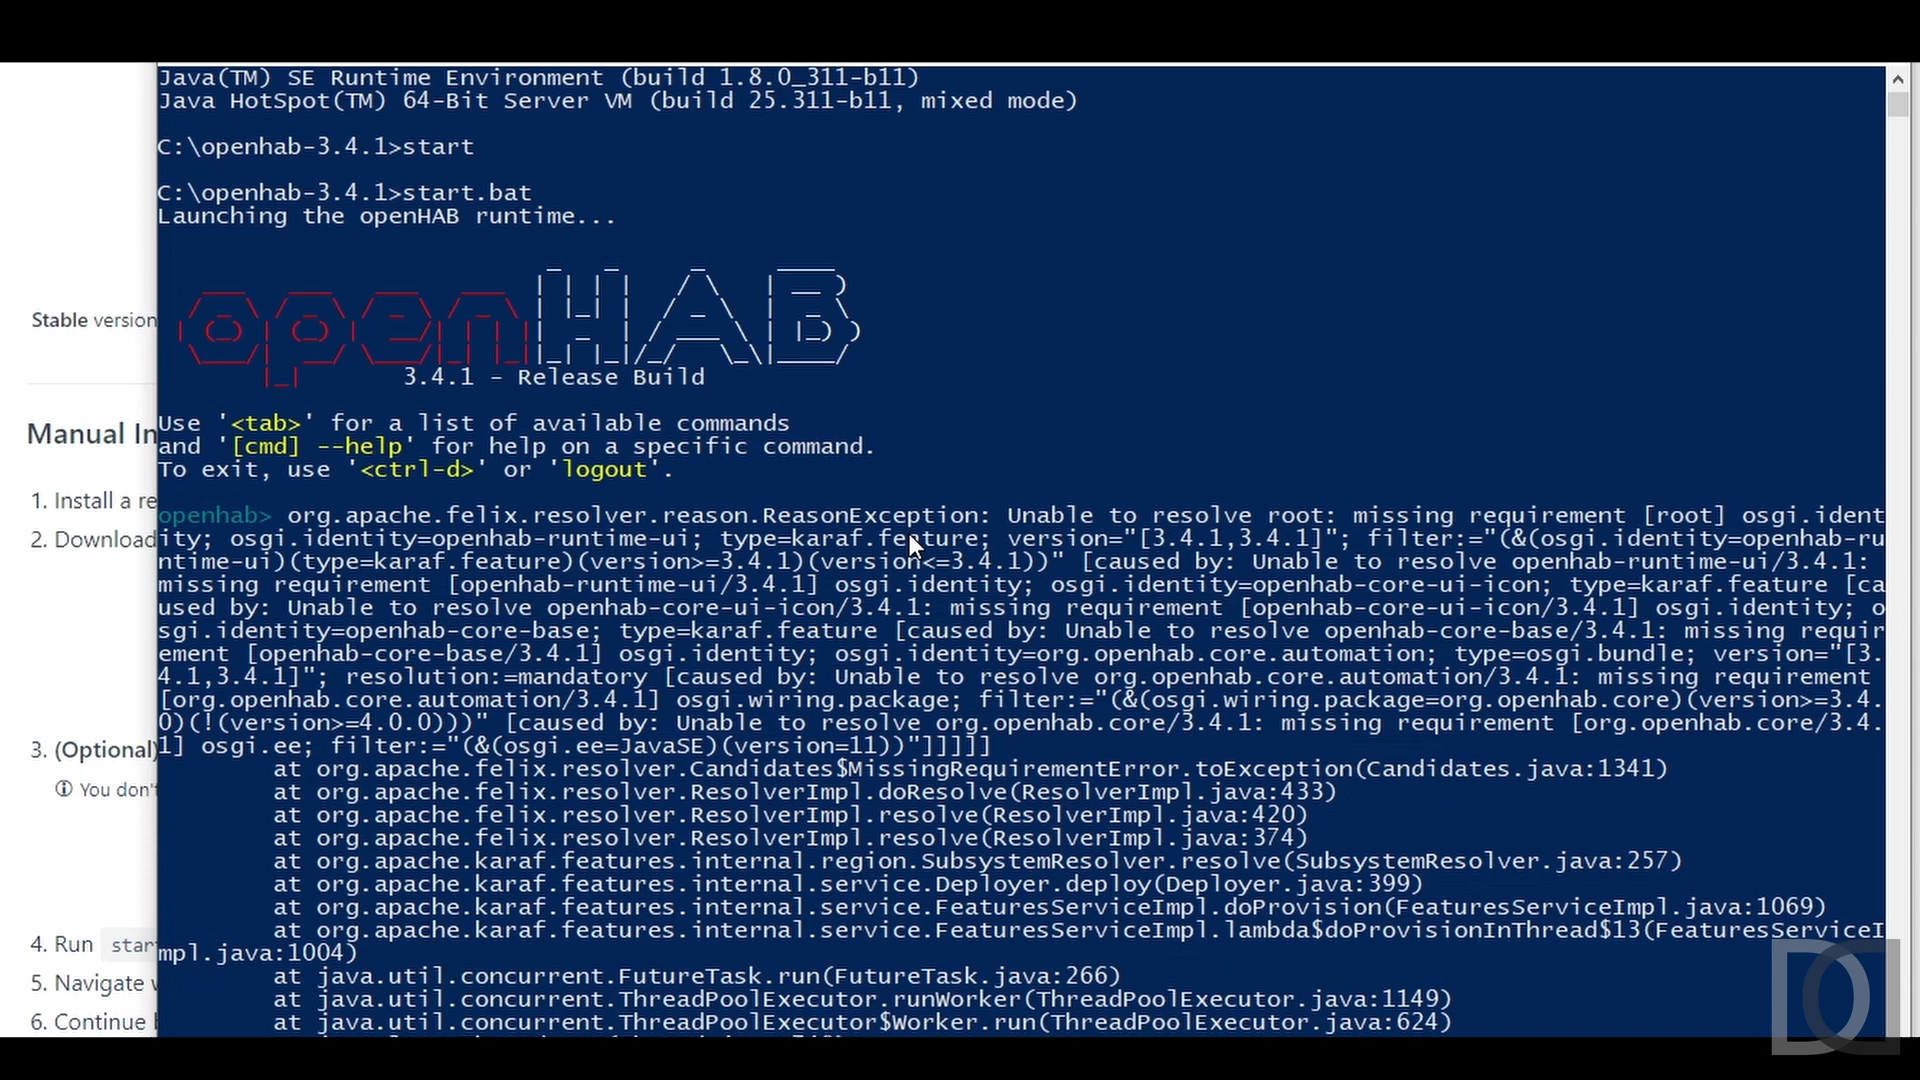 Java(TM) SE Runtime Environment (build 1.8.0_311-b11)
Java HotSpot(TM) 64-Bit Server VM (build 25.311-b11, mixed mode)
C:\openhab-3.4.1>start
C:\openhab-3.4.1>start.bat
Launching the openHAB runtime...
openHAB
3.4.1 - Release Build
Use '<tab>' for a list of available commands
and '[cmd] --help' for help on a specific command.
To exit, use '<ctrl-d>' or 'logout'.
openhab> org.apache.felix.resolver.reason.ReasonException: Unable to resolve root: missing requirement [root] osgi.ident
ity; osgi.identity=openhab-runtime-ui; type=karaf.feature; version="[3.4.1,3.4.1]"; filter:="(&(osgi.identity=openhab-ru
ntime-ui)(type=karaf.feature)(version>=3.4.1)(version<=3.4.1))" [caused by: Unable to resolve openhab-runtime-ui/3.4.1:
missing requirement [openhab-runtime-ui/3.4.1] osgi.identity; osgi.identity=openhab-core-ui-icon; type=karaf.feature [ca
used by: Unable to resolve openhab-core-ui-icon/3.4.1: missing requirement [openhab-core-ui-icon/3.4.1] osgi.identity; o
sgi.identity=openhab-core-base; type=karaf.feature [caused by: Unable to resolve openhab-core-base/3.4.1: missing requir
ement [openhab-core-base/3.4.1] osgi.identity; osgi.identity=org.openhab.core.automation; type=osgi.bundle; version="[3.
4.1,3.4.1]"; resolution:=mandatory [caused by: Unable to resolve org.openhab.core.automation/3.4.1: missing requirement
[org.openhab.core.automation/3.4.1] osgi.wiring.package; filter:="(&(osgi.wiring.package=org.openhab.core)(version>=3.4.
0)(!(version>=4.0.0)))" [caused by: Unable to resolve org.openhab.core/3.4.1: missing requirement [org.openhab.core/3.4.
1] osgi.ee; filter:="(&(osgi.ee=JavaSE)(version=11))"]]]]]
at org.apache.felix.resolver.Candidates$MissingRequirementError.toException(Candidates.java:1341)
at org.apache.felix.resolver.ResolverImpl.doResolve(ResolverImpl.java:433)
at org.apache.felix.resolver.ResolverImpl.resolve(ResolverImpl.java:420)
at org.apache.felix.resolver.ResolverImpl.resolve(ResolverImpl.java:374)
at org.apache.karaf.features.internal.region.SubsystemResolver.resolve(SubsystemResolver.java:257)
at org.apache.karaf.features.internal.service.Deployer.deploy(Deployer.java:399)
at org.apache.karaf.features.internal.service.FeaturesServiceImpl.doProvision(FeaturesServiceImpl.java:1069)
at org.apache.karaf.features.internal.service.FeaturesServiceImpl.lambda$doProvisionInThread$13(FeaturesServiceI
mpl.java:1004)
at java.util.concurrent.FutureTask.run(FutureTask.java:266)
at java.util.concurrent.ThreadPoolExecutor.runWorker(ThreadPoolExecutor.java:1149)
at java.util.concurrent.ThreadPoolExecutor$Worker.run(ThreadPoolExecutor.java:624)
Stable version
Manual In
1. Install a re
2. Download
3. (Optional)
You don't
4. Run start
5. Navigate
6. Continue
DD